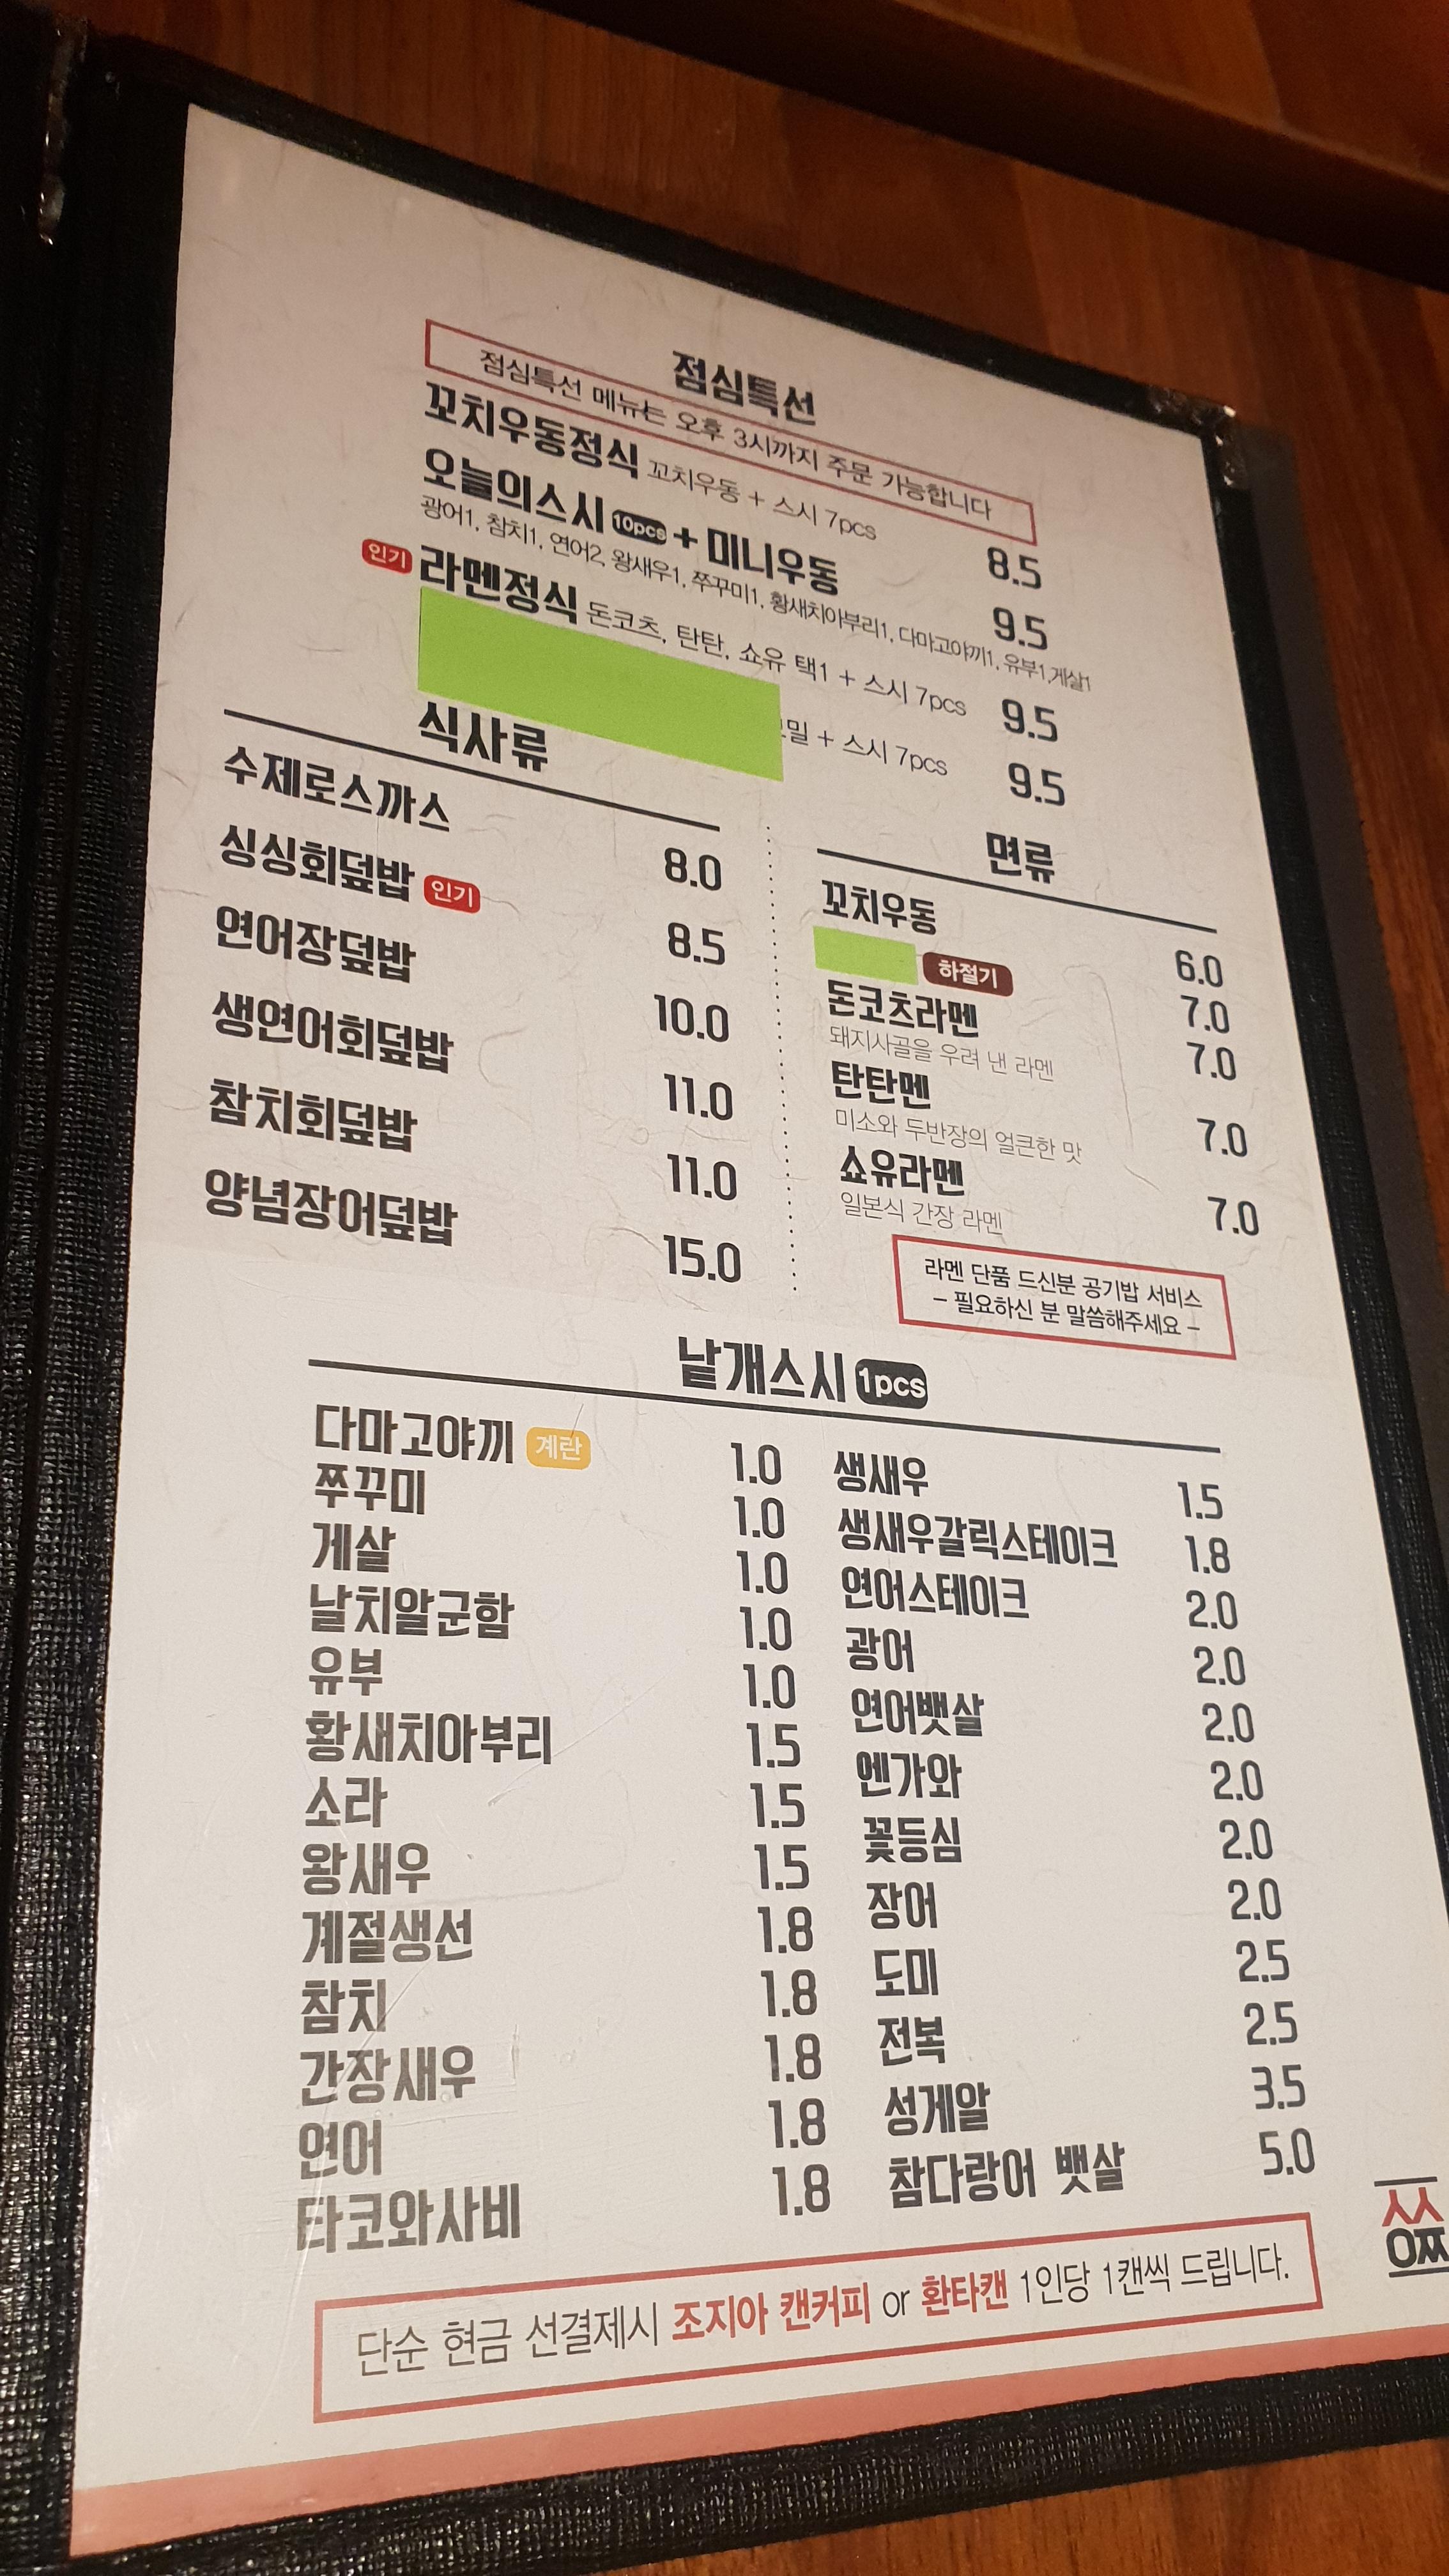 점심특선
점심특선 메뉴는 오후 3시까지 주문 가능합니다
꼬치우동정식 꼬치우동 + 스시 7pcs 8.5
오늘의스시 10pcs + 미니우동 9.5
광어1, 참치1, 연어2, 왕새우1, 쭈꾸미1, 황새치아부리1, 다마고야끼1, 유부1,게살1
인기 라멘정식 돈코츠, 탄탄, 쇼유 택1 + 스시 7pcs 9.5
밀 + 스시 7pcs 9.5
식사류
수제로스까스 8.0
싱싱회덮밥 인기 8.5
연어장덮밥 10.0
생연어회덮밥 11.0
참치회덮밥 11.0
양념장어덮밥 15.0
면류
꼬치우동 6.0
하절기 7.0
돈코츠라멘 7.0
돼지사골을 우려 낸 라멘
탄탄멘 7.0
미소와 두반장의 얼큰한 맛
쇼유라멘 7.0
일본식 간장 라멘
라멘 단품 드신분 공기밥 서비스
- 필요하신 분 말씀해주세요 -
낱개스시 1pcs
다마고야끼 계란 1.0
쭈꾸미 1.0
게살 1.0
날치알군함 1.0
유부 1.0
황새치아부리 1.5
소라 1.5
왕새우 1.5
계절생선 1.8
참치 1.8
간장새우 1.8
연어 1.8
타코와사비 1.8
생새우 1.5
생새우갈릭스테이크 1.8
연어스테이크 2.0
광어 2.0
연어뱃살 2.0
엔가와 2.0
꽃등심 2.0
장어 2.0
도미 2.5
전복 2.5
성게알 3.5
참다랑어 뱃살 5.0
단순 현금 선결제시 조지아 캔커피 or 환타캔 1인당 1캔씩 드립니다.